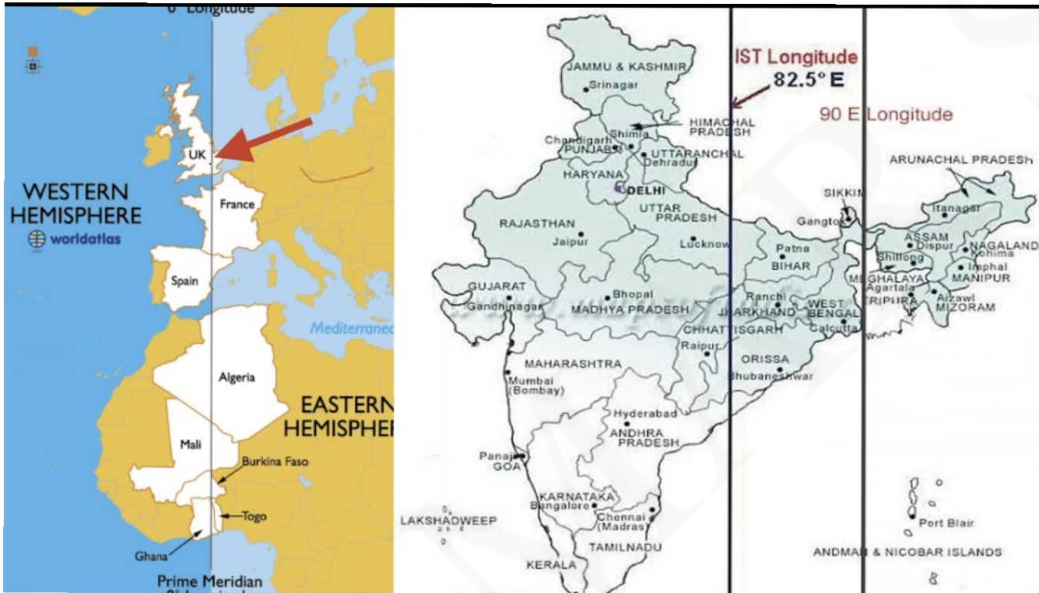 0° Longitude
UK
WESTERN
HEMISPHERE
worldatlas
France
Spain
Mediterranea
Algeria
EASTERN
HEMISPHER
Mali
Burkina Faso
Togo
Ghana
Prime Meridian
IST Longitude
82.5° E
90 E Longitude
JAMMU & KASHMIR
Srinagar
HIMACHAL
PRADESH
Shimla
Chandigarh
PUNJAB
UTTARANCHAL
Dehradun
HARYANA
DELHI
ARUNACHAL PRADESH
Itanagar
SIKKIM
Gangtok
RAJASTHAN
Jaipur
UTTAR
PRADESH
Lucknow
Patna
BIHAR
ASSAM
Dispur
NAGALAND
Kohima
Shillong
MEGHALAYA
Imphal
MANIPUR
Agartala
TRIPURA
Aizawl
MIZORAM
GUJARAT
Gandhinagar
Bhopal
MADHYA PRADESH
Ranchi
JHARKHAND
WEST
BENGAL
Calcutta
CHHATTISGARH
Raipur
ORISSA
Bhubaneshwar
MAHARASHTRA
Mumbai
(Bombay)
Hyderabad
ANDHRA
PRADESH
Panaji
GOA
KARNATAKA
Bangalore
Chennai
(Madras)
LAKSHADWEEP
TAMILNADU
KERALA
Port Blair
ANDMAN & NICOBAR ISLANDS